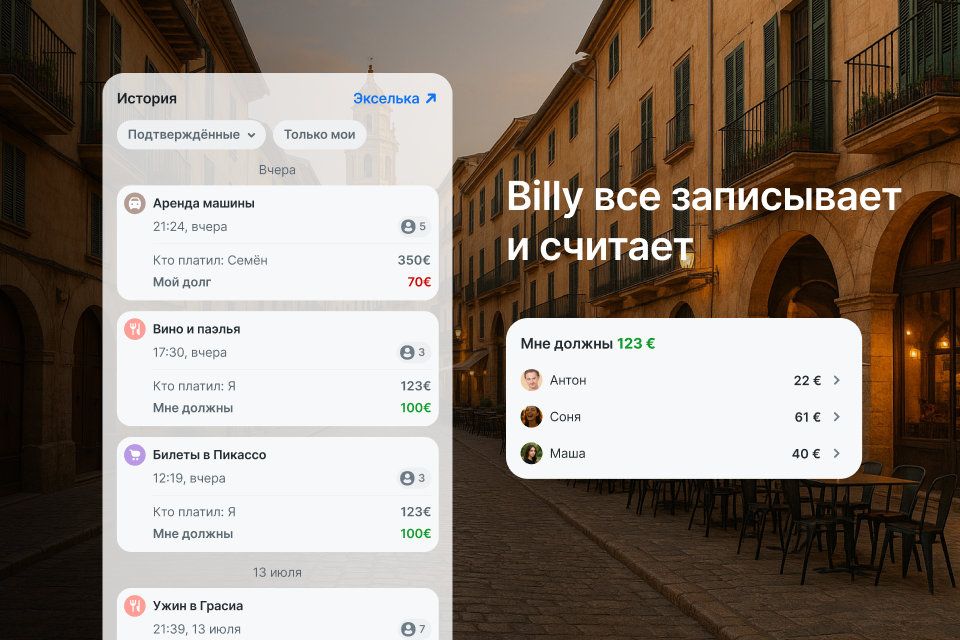 История
Экселька
Подтверждённые
Только мои
Вчера
Аренда машины
21:24, вчера
5
Кто платил: Семён
350€
Мой долг
70€
Вино и паэлья
17:30, вчера
3
Кто платил: Я
123€
Мне должны
100€
Билеты в Пикассо
12:19, вчера
3
Кто платил: Я
123€
Мне должны
100€
13 июля
Ужин в Грасиа
21:39, 13 июля
7
Billy все записывает
и считает
Мне должны 123 €
Антон
22 €
Соня
61 €
Маша
40 €